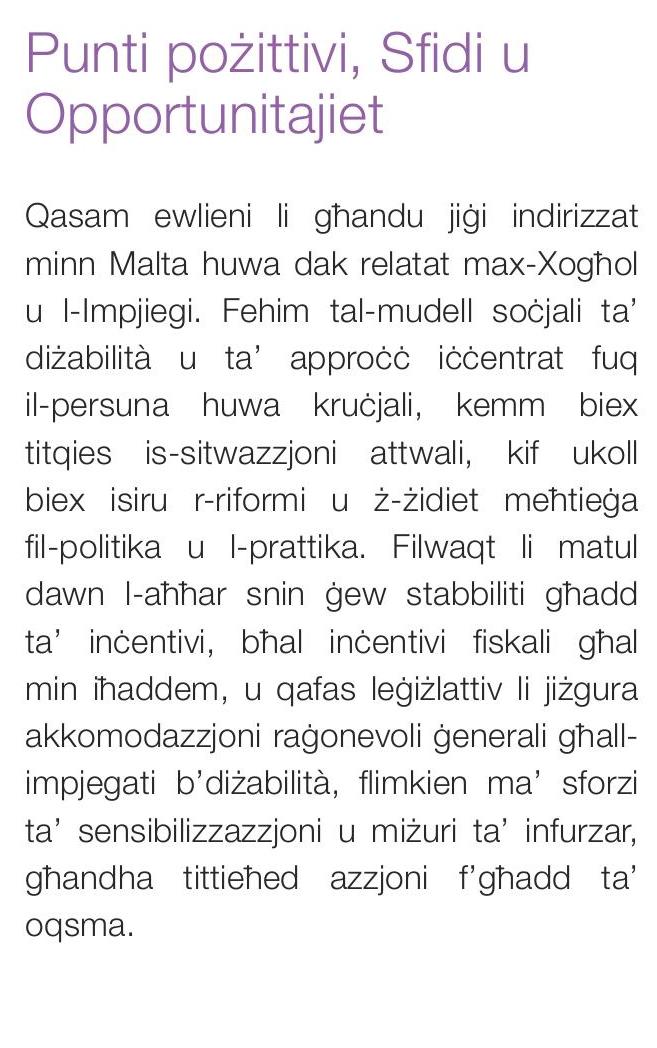 Punti pożittivi, Sfidi u
Opportunitajiet
Qasam ewlieni li għandu jiġi indirizzat
minn Malta huwa dak relatat max-Xogħol
u l-Impjiegi. Fehim tal-mudell soċjali ta’
diżabilità u ta’ approċċ iċċentrat fuq
il-persuna huwa kruċjali, kemm biex
titqies is-sitwazzjoni attwali, kif ukoll
biex isiru r-riformi u ż-żidiet meħtieġa
fil-politika u l-prattika. Filwaqt li matul
dawn l-aħħar snin ġew stabbiliti għadd
ta’ inċentivi, bħal inċentivi fiskali għal
min iħaddem, u qafas leġiżlattiv li jiżgura
akkomodazzjoni raġonevoli ġenerali għall-
impjegati b’diżabilità, flimkien ma’ sforzi
ta’ sensibilizzazzjoni u miżuri ta’ infurzar,
għandha tittieħed azzjoni f’għadd ta’
oqsma.